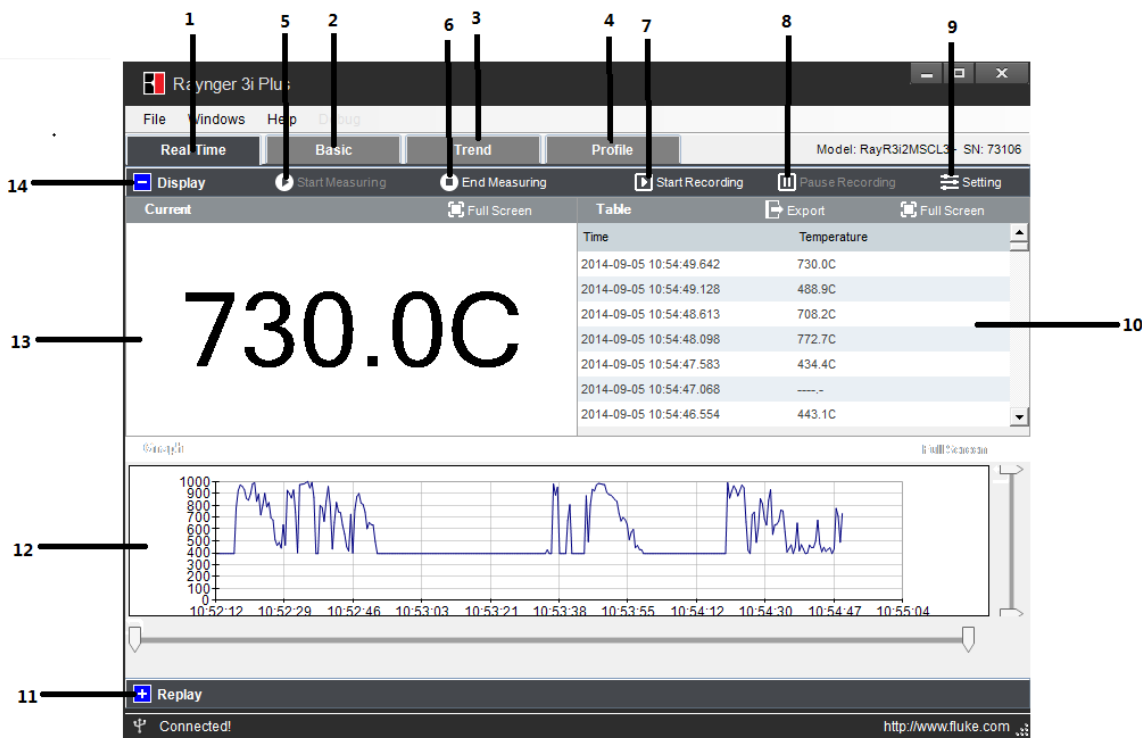 1 5 2 6 3 4 7 8 9
Raynger 3i Plus
File Windows Help Debug
Real Time Basic Trend Profile Model: RayR3i2MSCL3 - SN: 73106
14 Display Start Measuring End Measuring Start Recording Pause Recording Setting
Current Full Screen Table Export Full Screen
Time Temperature
2014-09-05 10:54:49.642 730.0C
2014-09-05 10:54:49.128 488.9C
2014-09-05 10:54:48.613 708.2C
10
2014-09-05 10:54:48.098 772.7C
13 730.0C
2014-09-05 10:54:47.583 434.4C
2014-09-05 10:54:47.068 ----.-
2014-09-05 10:54:46.554 443.1C
Graph Full Screen
1000
900
800
700
600
500
12
400
300
200
100
0
10:52:12 10:52:29 10:52:46 10:53:03 10:53:21 10:53:38 10:53:55 10:54:12 10:54:30 10:54:47 10:55:04
11 Replay
Connected! http://www.fluke.com